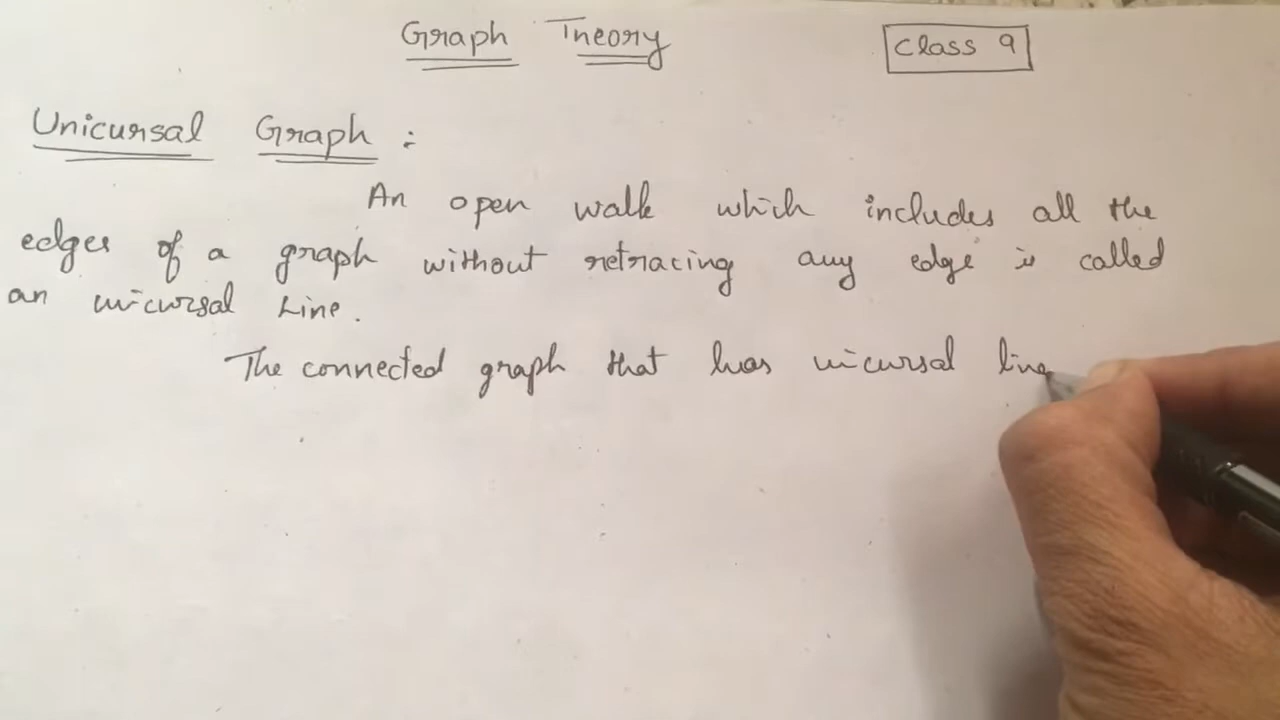 Graph Theory
Class 9
Unicursal Graph :
An open walk which includes all the
edges of a graph without retracing any edge is called
an unicursal Line.
The connected graph that has unicursal line